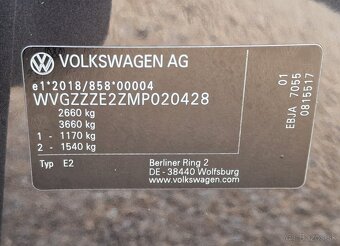 VOLKSWAGEN AG
e1*2018/858*00004
WVGZZZE2ZMP020428
2660 kg
3660 kg
1 - 1170 kg
2 - 1540 kg
Typ E2
Berliner Ring 2
DE - 38440 Wolfsburg
www.volkswagen.de
01
EBJA 7055
0815517